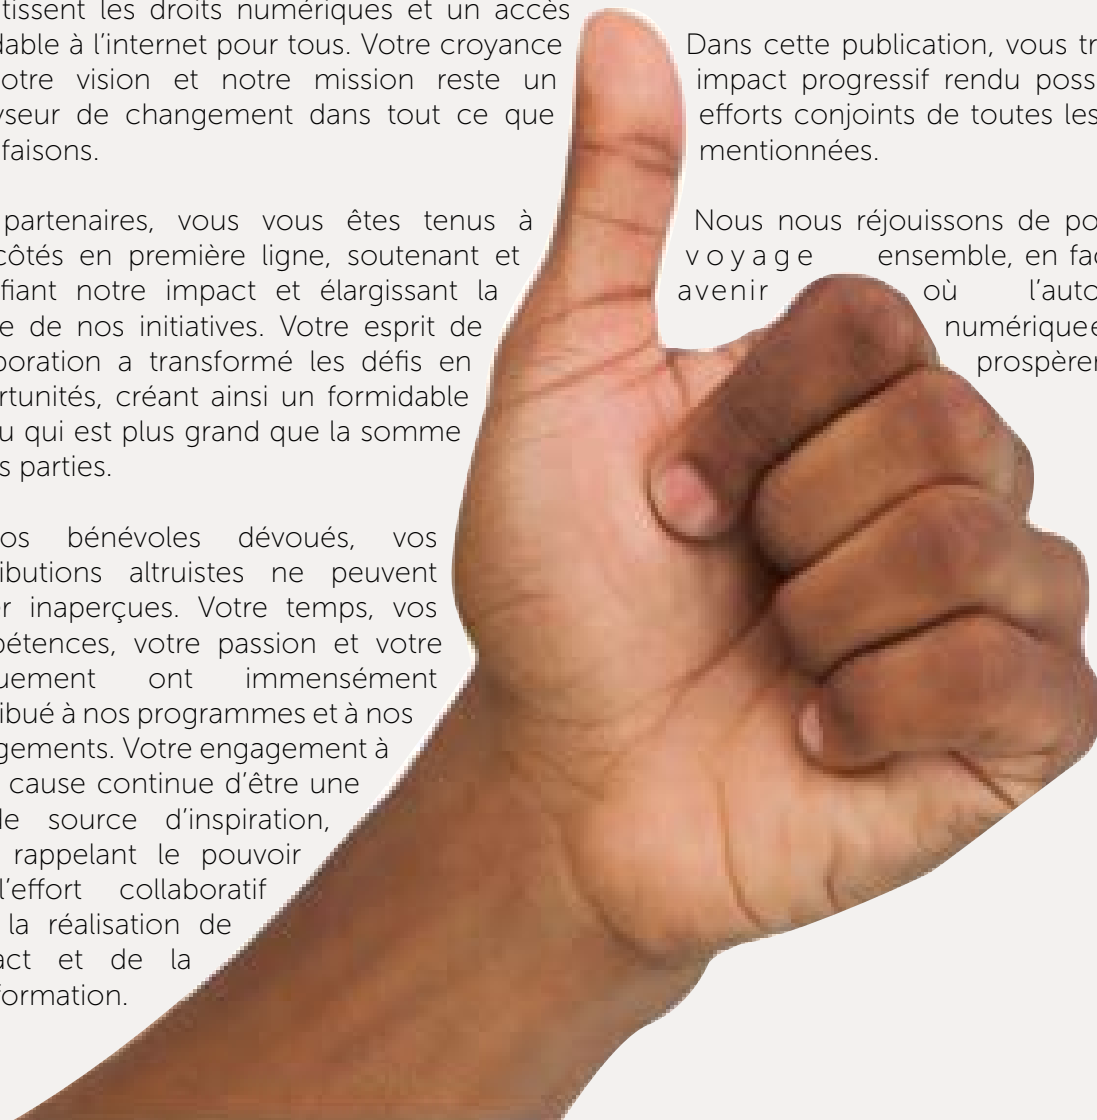 tissent les droits numériques et un accès
dable à l’internet pour tous. Votre croyance
otre vision et notre mission reste un
yseur de changement dans tout ce que
faisons.
partenaires, vous vous êtes tenus à
côtés en première ligne, soutenant et
fiant notre impact et élargissant la
e de nos initiatives. Votre esprit de
boration a transformé les défis en
rtunités, créant ainsi un formidable
u qui est plus grand que la somme
s parties.
os bénévoles dévoués, vos
ibutions altruistes ne peuvent
er inaperçues. Votre temps, vos
pétences, votre passion et votre
uement ont immensément
ibué à nos programmes et à nos
gements. Votre engagement à
cause continue d’être une
de source d’inspiration,
rappelant le pouvoir
l’effort collaboratif
la réalisation de
act et de la
formation.
Dans cette publication, vous tr
impact progressif rendu poss
efforts conjoints de toutes les
mentionnées.
Nous nous réjouissons de po
voyage ensemble, en fac
avenir où l’auto
numériquee
prospérer